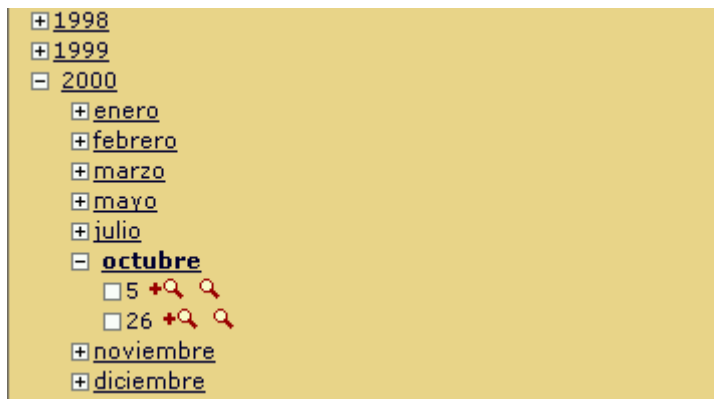 1998
1999
2000
enero
febrero
marzo
mayo
julio
octubre
5
26
noviembre
diciembre